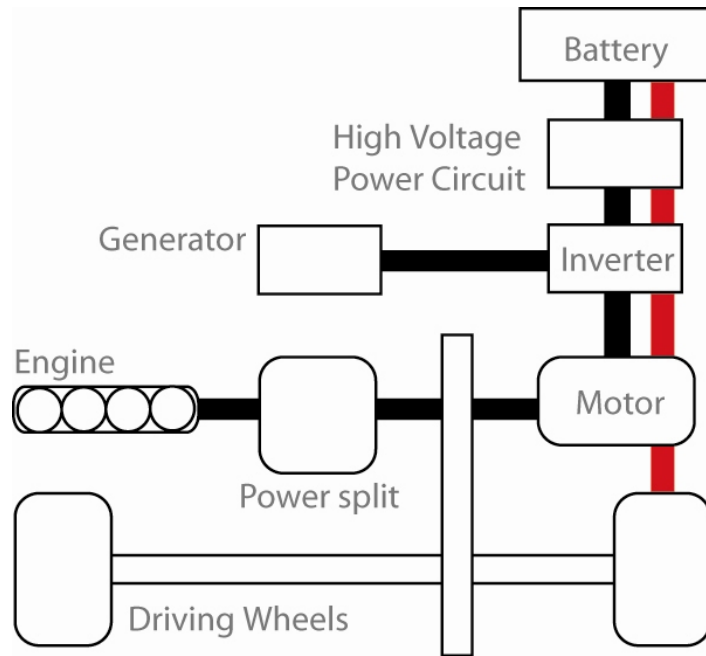 Battery
High Voltage
Power Circuit
Generator
Inverter
Engine
Motor
Power split
Driving Wheels